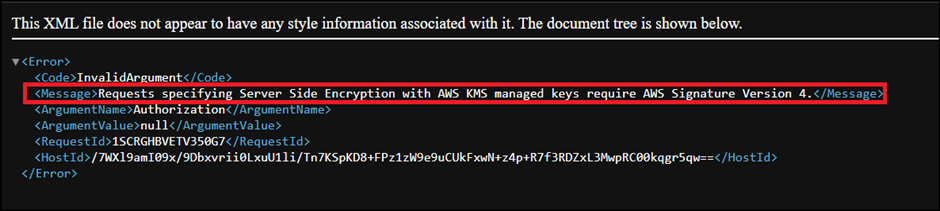 This XML file does not appear to have any style information associated with it. The document tree is shown below.
▼<Error>
<Code>InvalidArgument</Code>
<Message>Requests specifying Server Side Encryption with AWS KMS managed keys require AWS Signature Version 4.</Message>
<ArgumentName>Authorization</ArgumentName>
<ArgumentValue>null</ArgumentValue>
<RequestId>1SCRGHBVETV350G7</RequestId>
<HostId>/7WXl9amI09x/9Dbxvrii0LxuU1li/Tn7KSpKD8+FPz1zW9e9uCUkFxwN+z4p+R7f3RDZxL3MwpRC00kqgr5qw==</HostId>
</Error>